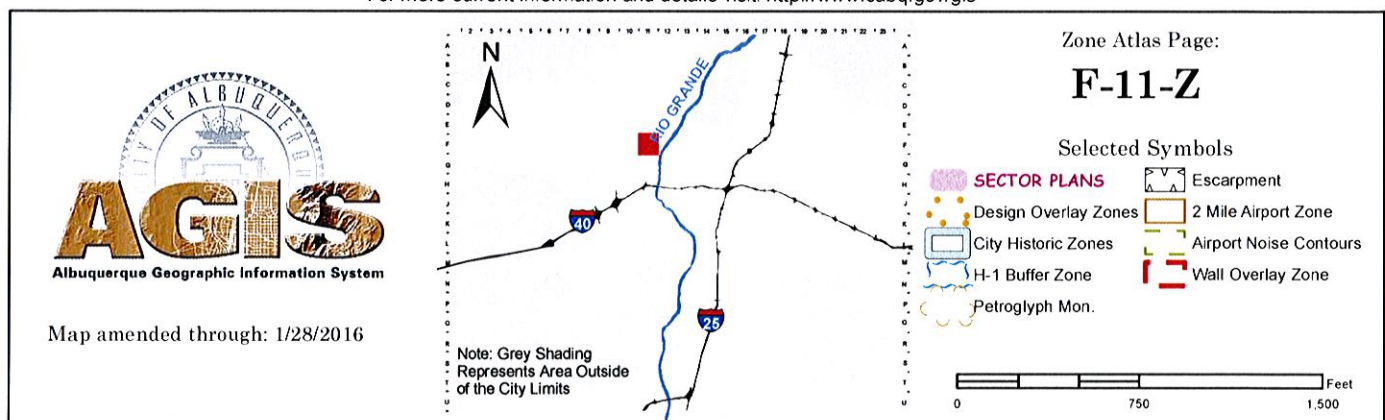 CITY OF ALBUQUERQUE
AGIS
Albuquerque Geographic Information System
Map amended through: 1/28/2016
N
RIO GRANDE
40
25
Note: Grey Shading
Represents Area Outside
of the City Limits
Zone Atlas Page:
F-11-Z
Selected Symbols
SECTOR PLANS
Escarpment
Design Overlay Zones
2 Mile Airport Zone
City Historic Zones
Airport Noise Contours
H-1 Buffer Zone
Wall Overlay Zone
Petroglyph Mon.
Feet
0 750 1,500